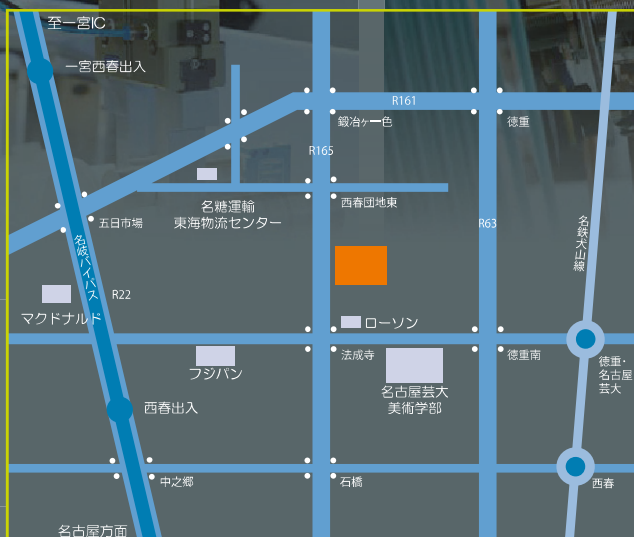 至一宮IC
一宮西春出入
R161
鍛冶ヶ一色
徳重
R165
名糖運輸
東海物流センター
西春団地東
五日市場
R63
名鉄犬山線
名岐バイパス
R22
マクドナルド
ローソン
法成寺
徳重南
フジパン
名古屋芸大
美術学部
徳重・
名古屋
芸大
西春出入
中之郷
石橋
西春
名古屋方面